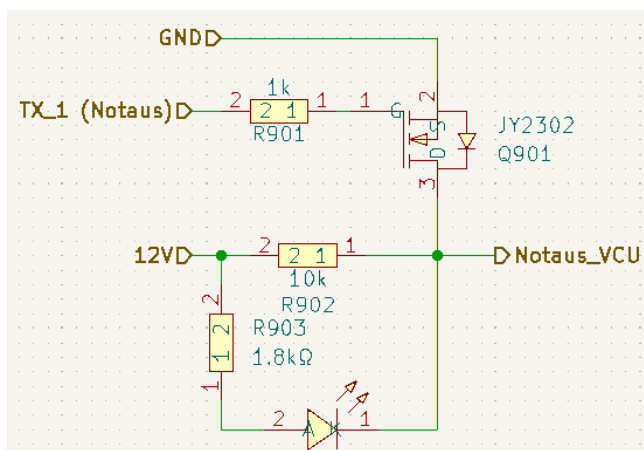 GND
2
1k
TX_1 (Notaus)
2
2 1
1
1
G
S
D
R901
JY2302
Q901
3
12V
2
2 1
1
Notaus_VCU
10k
R902
2
1 2
R903
1.8kΩ
1
2
A
K
1